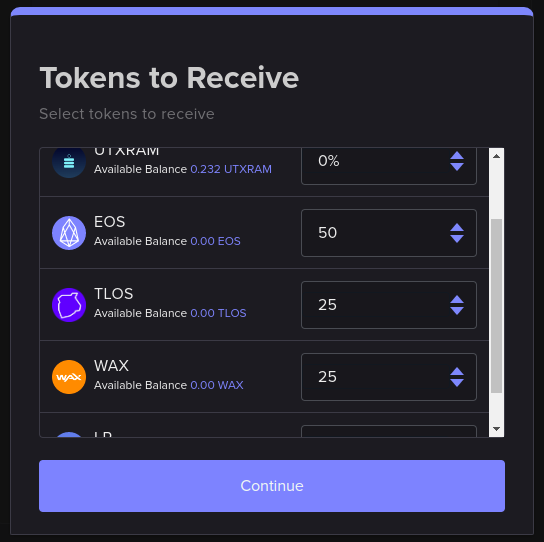 Tokens to Receive
Select tokens to receive
UTXRAM
Available Balance 0.232 UTXRAM
0%
EOS
Available Balance 0.00 EOS
50
TLOS
Available Balance 0.00 TLOS
25
WAX
WAX
Available Balance 0.00 WAX
25
Continue